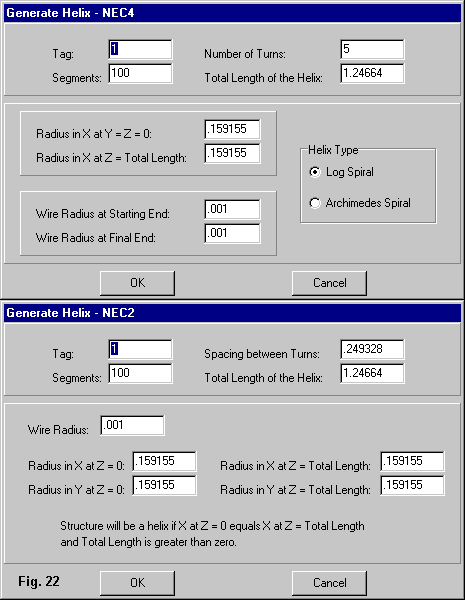 Generate Helix - NEC4
Tag: 1 Number of Turns: 5
Segments: 100 Total Length of the Helix: 1.24664
Radius in X at Y = Z = 0: .159155
Radius in X at Z = Total Length: .159155
Helix Type
Log Spiral
Archimedes Spiral
Wire Radius at Starting End: .001
Wire Radius at Final End: .001
OK Cancel
Generate Helix - NEC2
Tag: 1 Spacing between Turns: .249328
Segments: 100 Total Length of the Helix: 1.24664
Wire Radius: .001
Radius in X at Z = 0: .159155 Radius in X at Z = Total Length: .159155
Radius in Y at Z = 0: .159155 Radius in Y at Z = Total Length: .159155
Structure will be a helix if X at Z = 0 equals X at Z = Total Length
and Total Length is greater than zero.
Fig. 22 OK Cancel